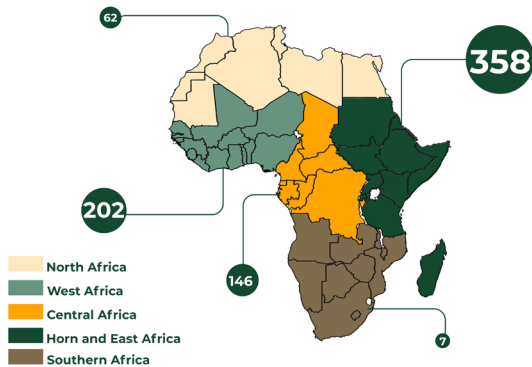 62
358
202
146
7
North Africa
West Africa
Central Africa
Horn and East Africa
Southern Africa